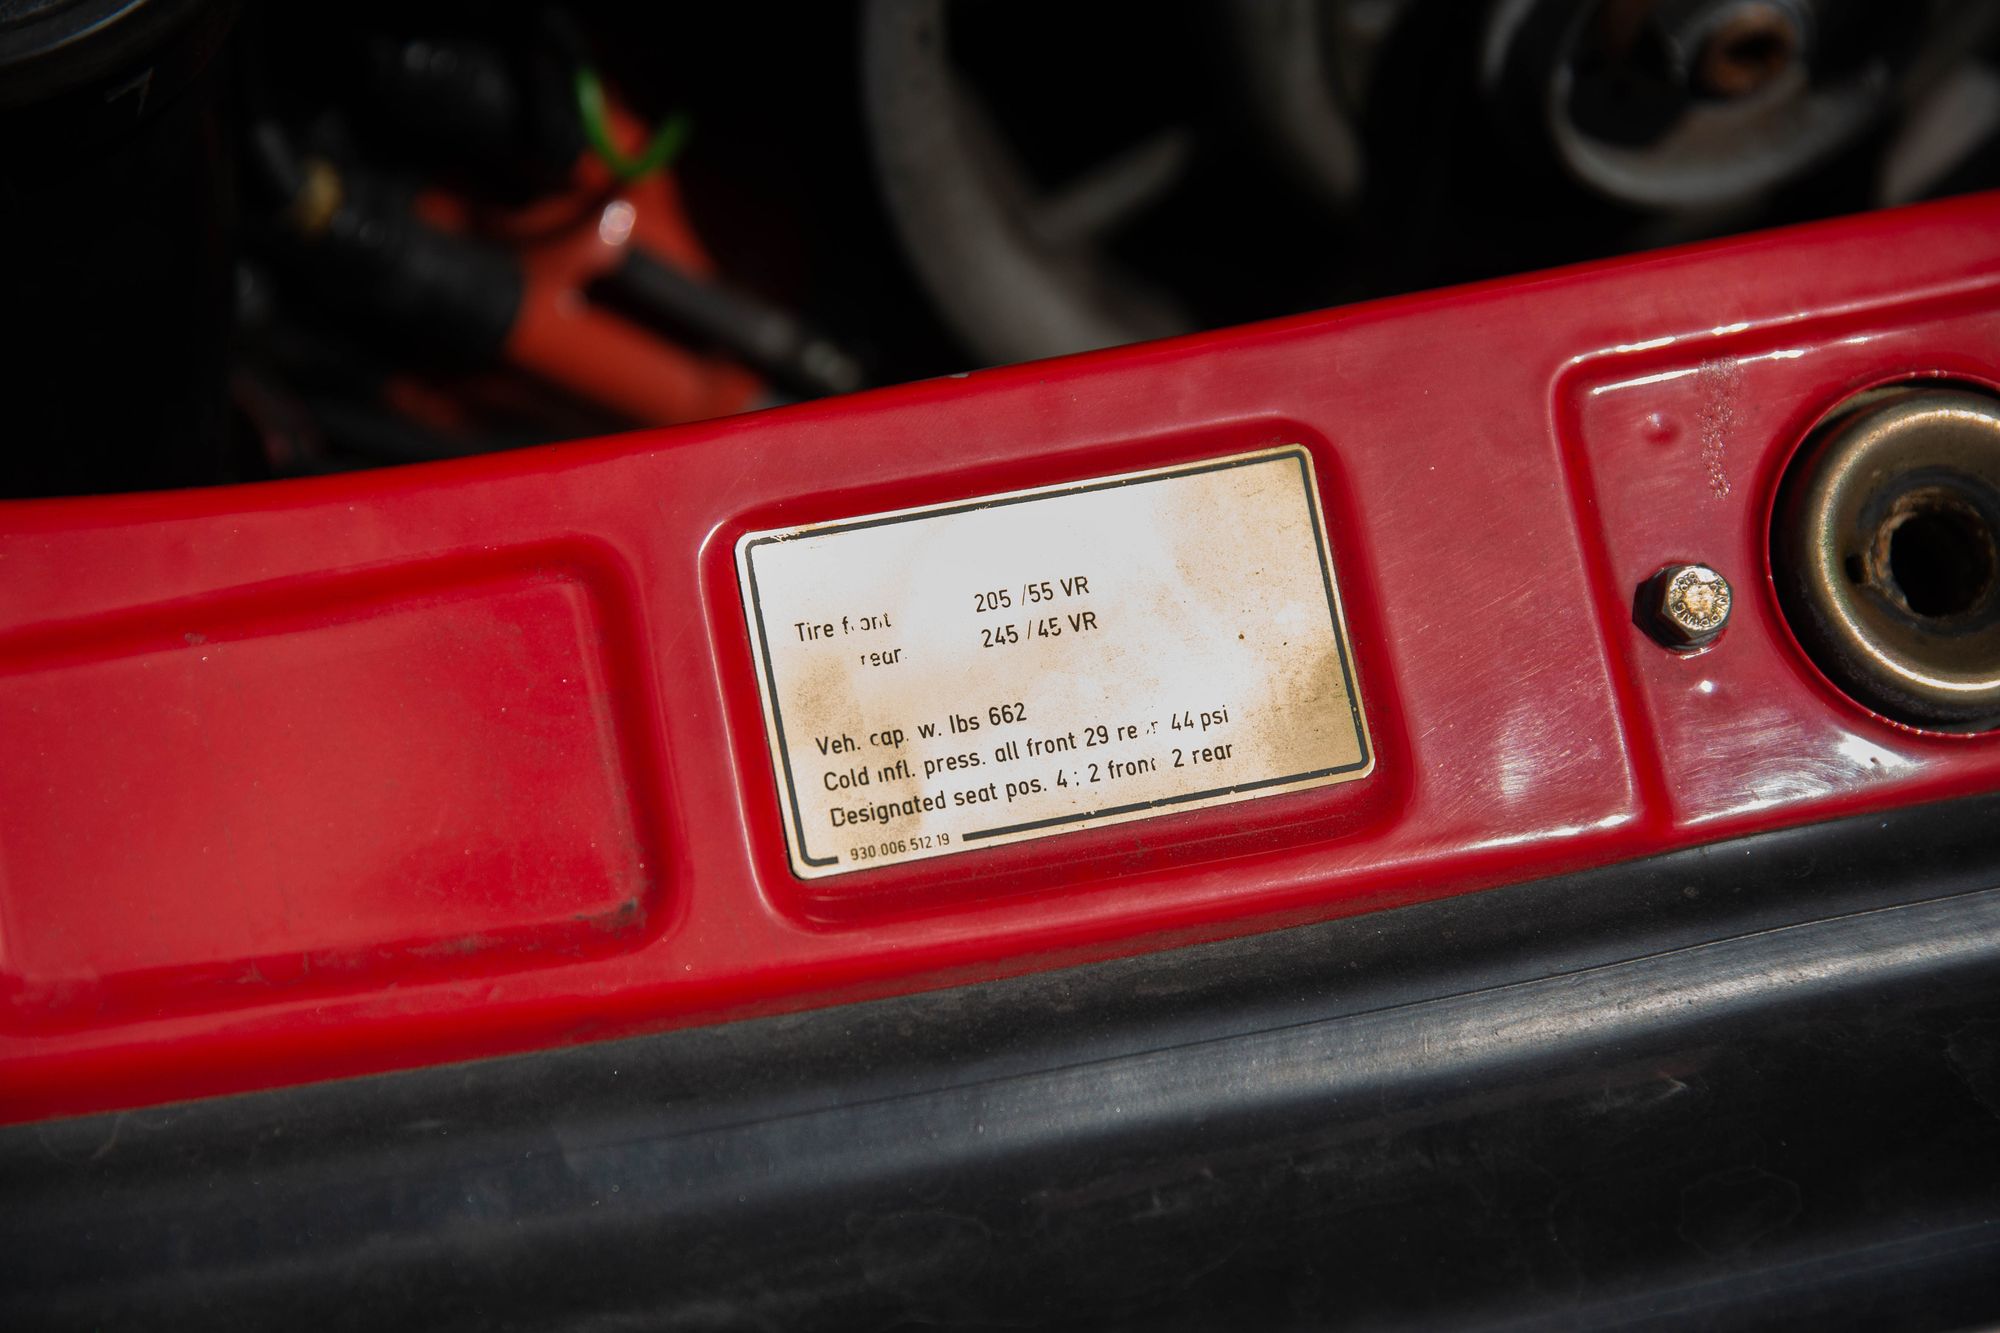 Tire front 205 /55 VR
rear 245 / 45 VR
Veh. cap. w. lbs 662
Cold infl. press. all front 29 rear 44 psi
Designated seat pos. 4 : 2 front 2 rear
930.006.512.19